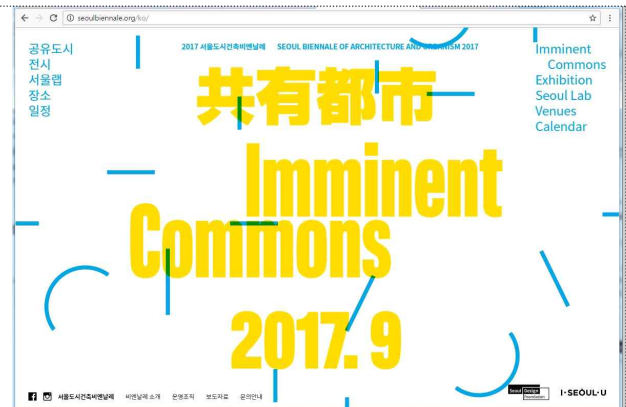 seoulbiennale.org/ko/
공유도시
전시
서울랩
장소
일정
2017 서울도시건축비엔날레 SEOUL BIENNALE OF ARCHITECTURE AND URBANISM 2017
Imminent
Commons
Exhibition
Seoul Lab
Venues
Calendar
共有都市
Imminent
Commons
2017. 9
서울도시건축비엔날레 비엔날레 소개 운영조직 보도자료 문의안내
Seoul Design
Foundation
I·SEOUL·U